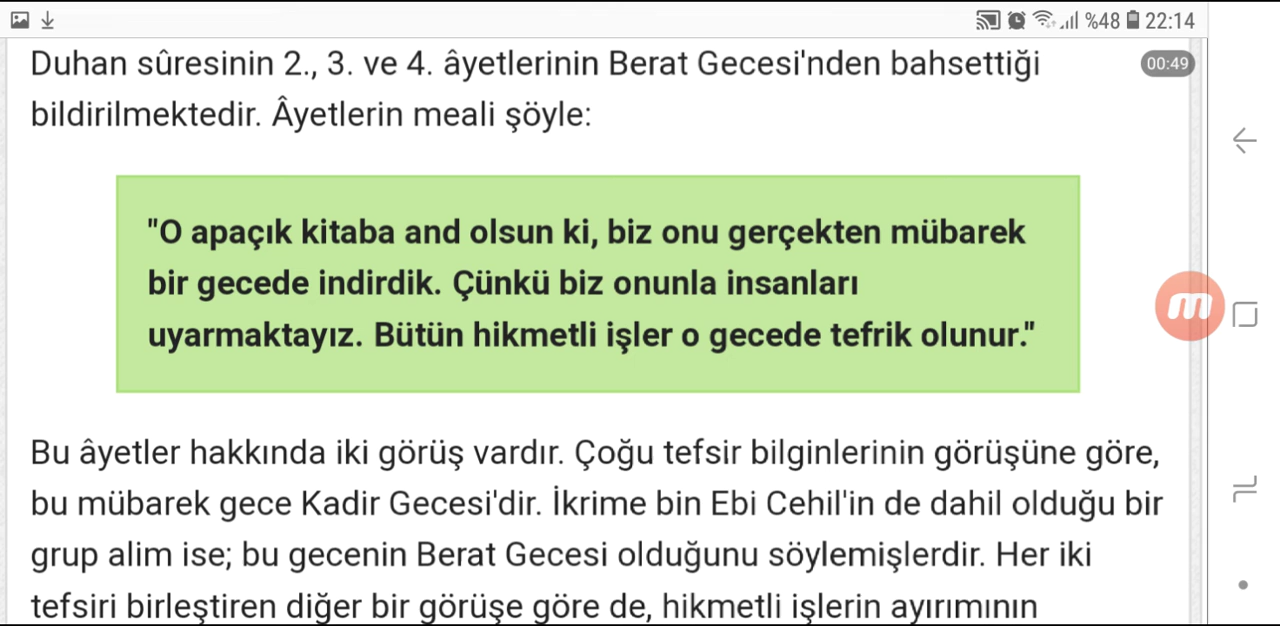 %48 22:14
Duhan sûresinin 2., 3. ve 4. âyetlerinin Berat Gecesi'nden bahsettiği
00:49
bildirilmektedir. Âyetlerin meali şöyle:
"O apaçık kitaba and olsun ki, biz onu gerçekten mübarek
bir gecede indirdik. Çünkü biz onunla insanları
uyarmaktayız. Bütün hikmetli işler o gecede tefrik olunur."
Bu âyetler hakkında iki görüş vardır. Çoğu tefsir bilginlerinin görüşüne göre,
bu mübarek gece Kadir Gecesi'dir. İkrime bin Ebi Cehil'in de dahil olduğu bir
grup alim ise; bu gecenin Berat Gecesi olduğunu söylemişlerdir. Her iki
tefsiri birleştiren diğer bir görüşe göre de, hikmetli işlerin ayırımının